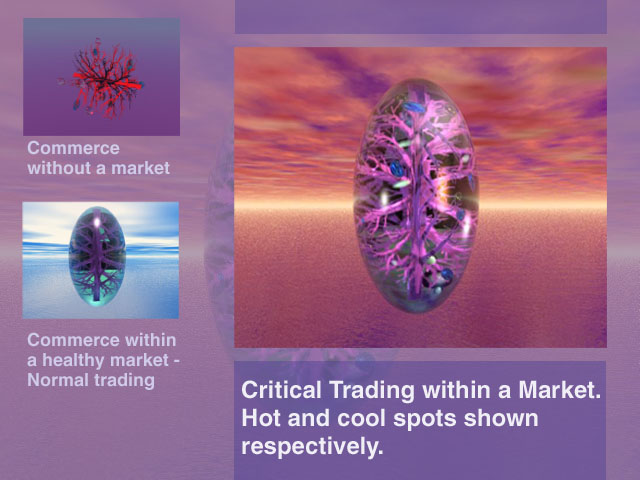 Commerce
without a market
Commerce within
a healthy market -
Normal trading
Critical Trading within a Market.
Hot and cool spots shown
respectively.